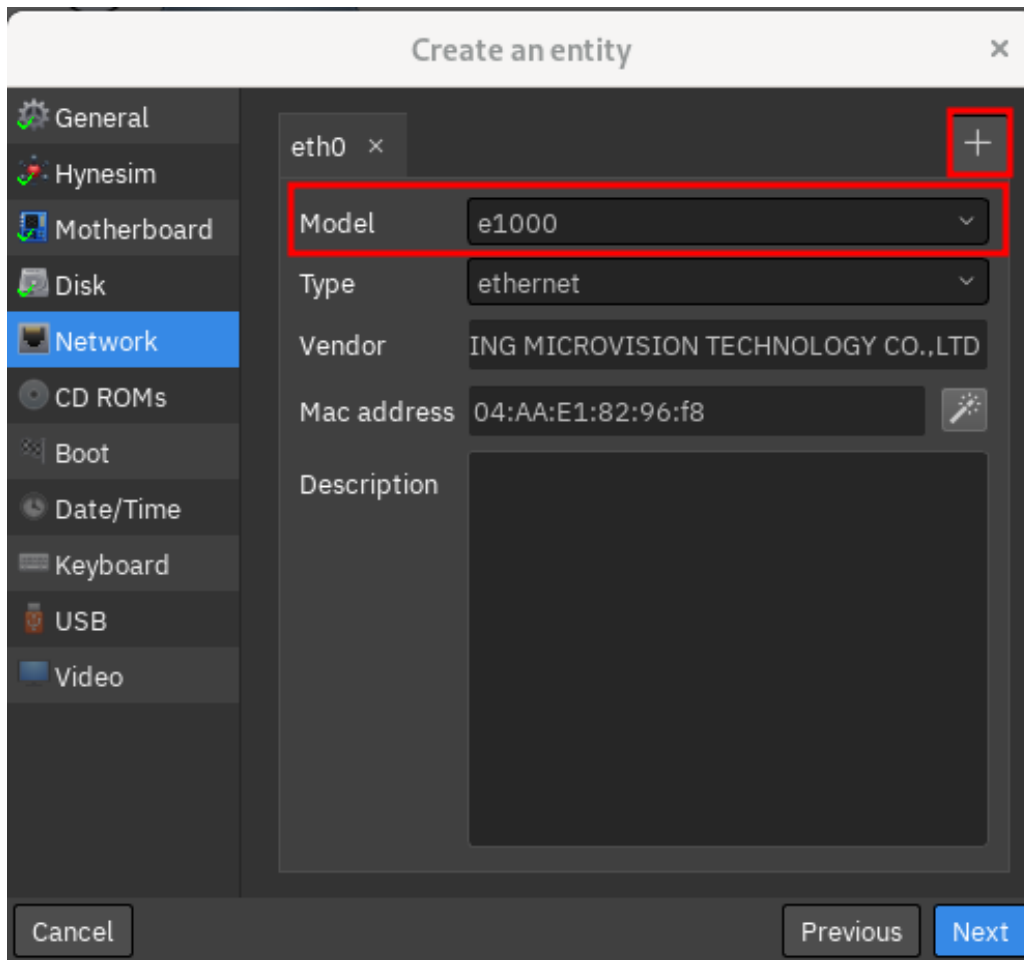 Create an entity ×
General
Hynesim
Motherboard
Disk
Network
CD ROMs
Boot
Date/Time
Keyboard
USB
Video
eth0 × +
Model e1000
Type ethernet
Vendor ING MICROVISION TECHNOLOGY CO.,LTD
Mac address 04:AA:E1:82:96:f8
Description
Cancel Previous Next